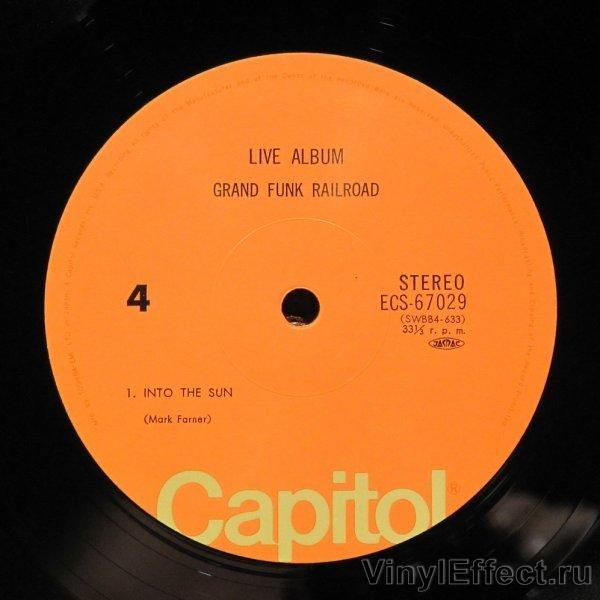 LIVE ALBUM
GRAND FUNK RAILROAD
4
STEREO
ECS-67029
(SWBB4-633)
33⅓ r. p. m.
JASRAC
1. INTO THE SUN
(Mark Farner)
Capitol®
VinylEffect.ru